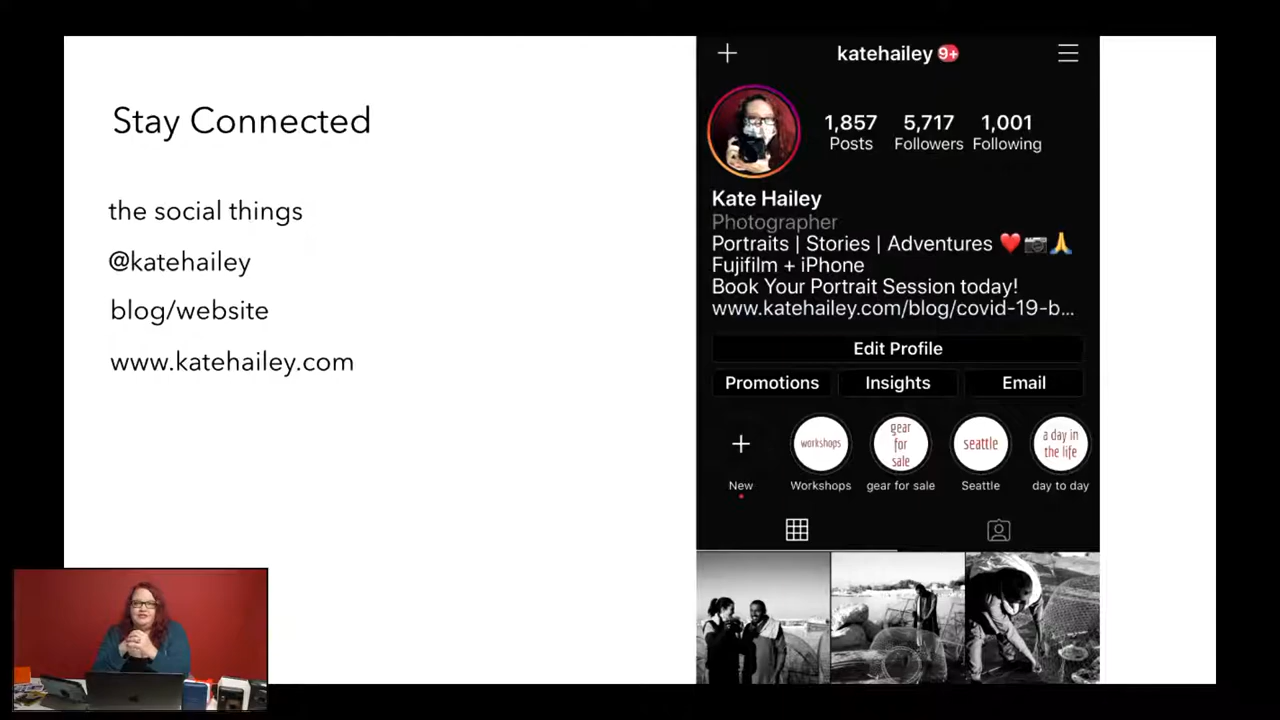 Stay Connected
the social things
@katehailey
blog/website
www.katehailey.com
katehailey 9+
1,857 5,717 1,001
Posts Followers Following
Kate Hailey
Photographer
Portraits | Stories | Adventures ❤️📷🙏
Fujifilm + iPhone
Book Your Portrait Session today!
www.katehailey.com/blog/covid-19-b...
Edit Profile
Promotions Insights Email
workshops
gear
for
sale
seattle
a day in
the life
New Workshops gear for sale Seattle day to day